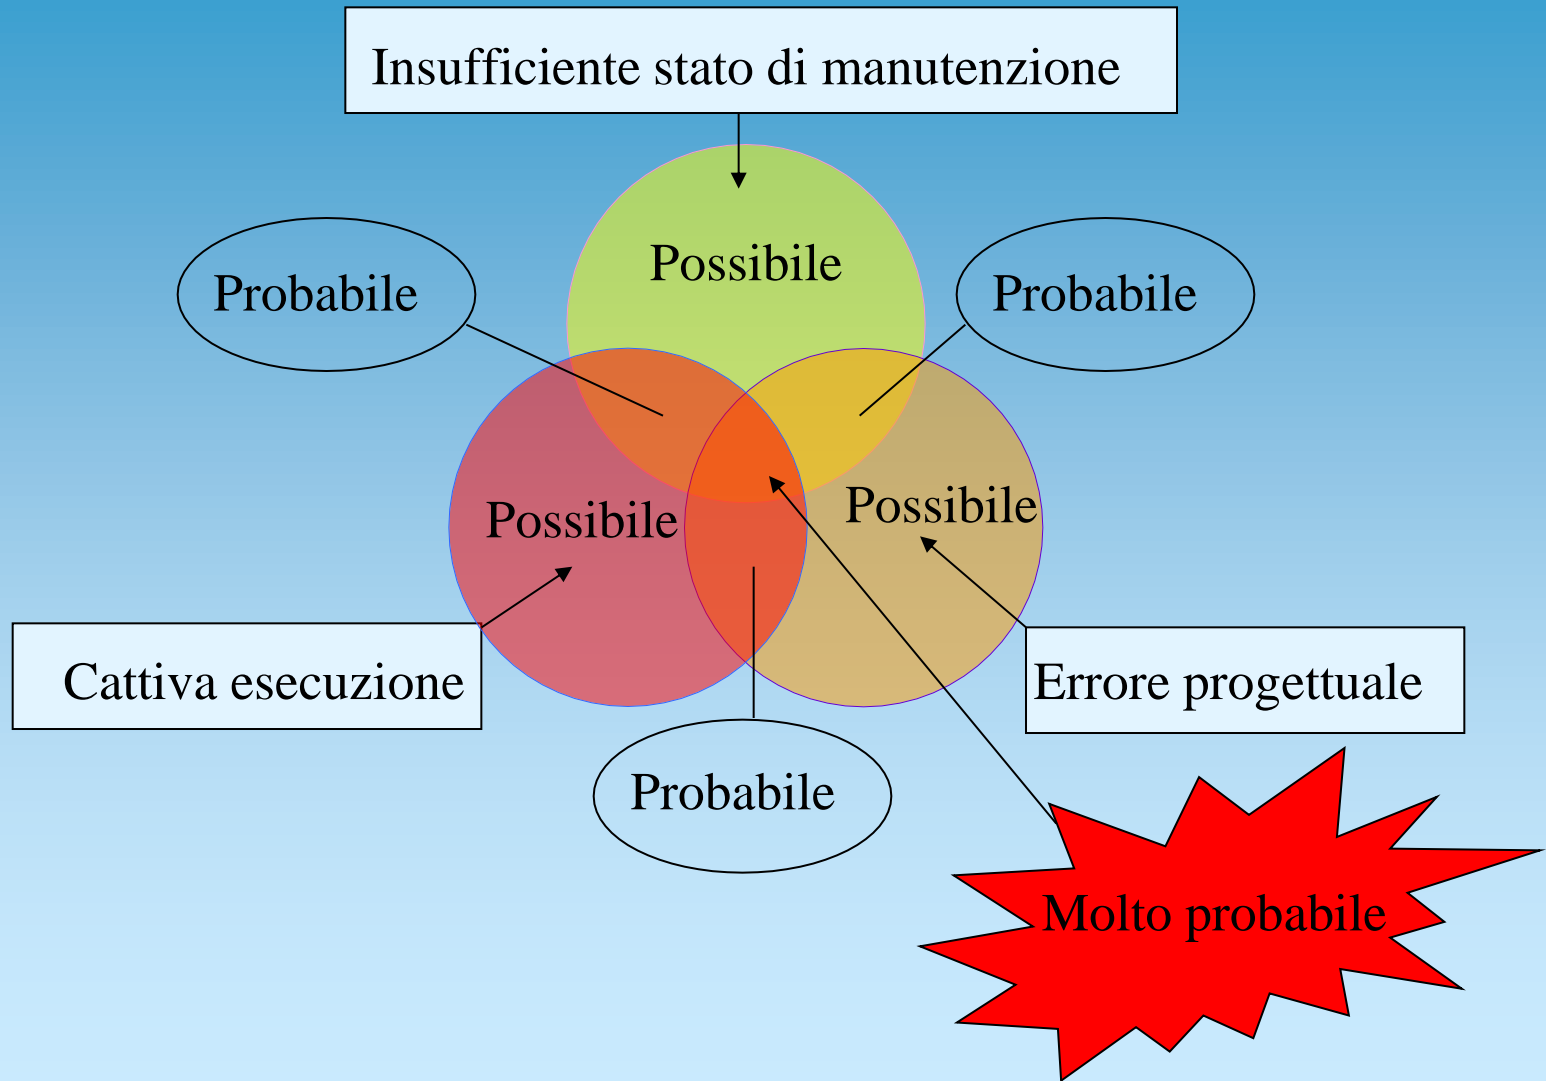 Insufficiente stato di manutenzione
Possibile
Probabile
Probabile
Possibile
Possibile
Cattiva esecuzione
Errore progettuale
Probabile
Molto probabile